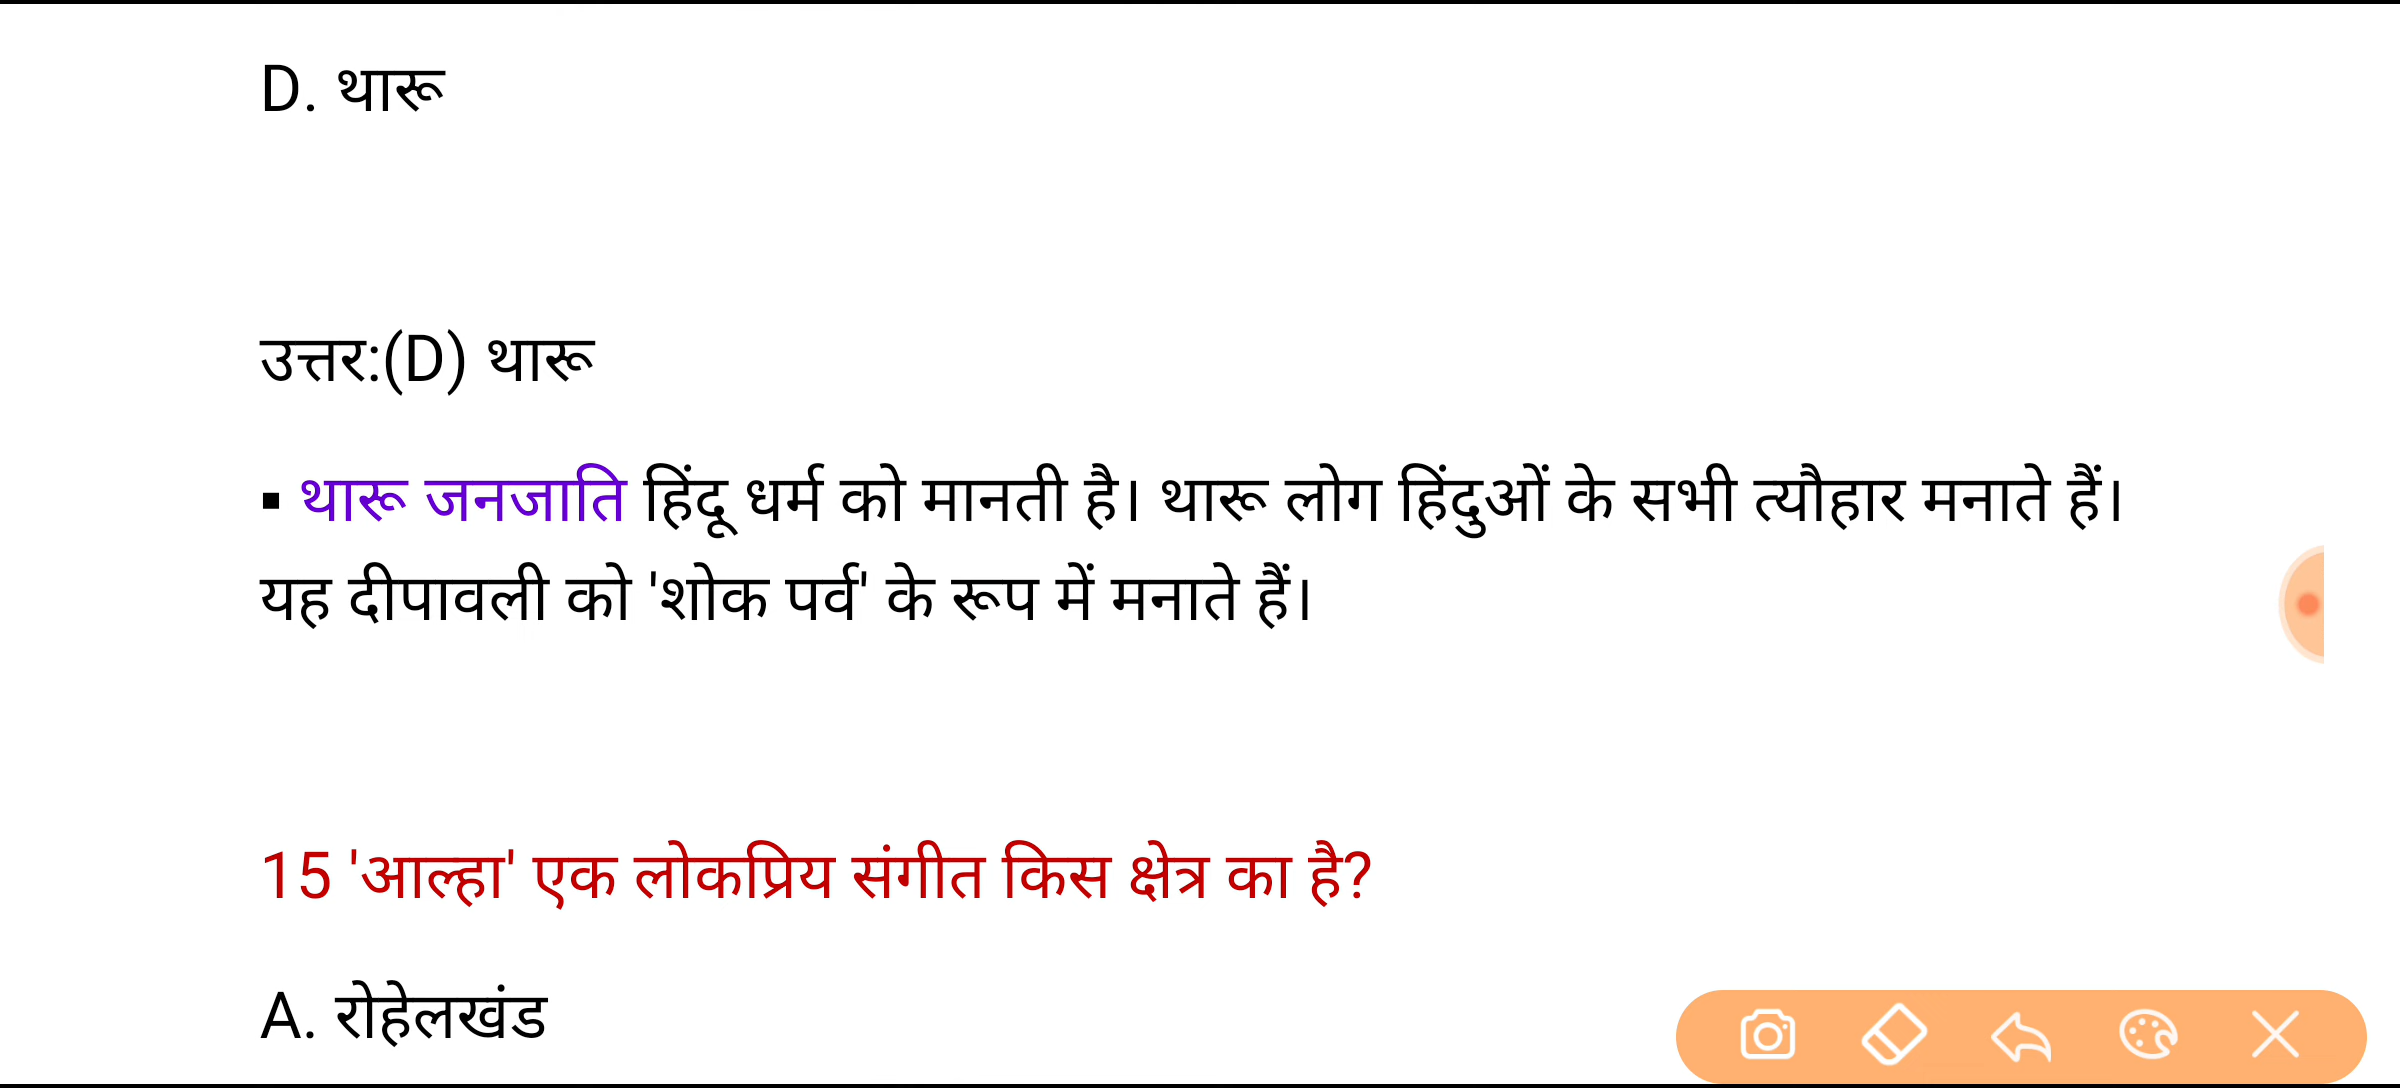 D. थारू
उत्तर:(D) थारू
▪ थारू जनजाति हिंदू धर्म को मानती है। थारू लोग हिंदुओं के सभी त्यौहार मनाते हैं।
यह दीपावली को 'शोक पर्व' के रूप में मनाते हैं।
15 'आल्हा' एक लोकप्रिय संगीत किस क्षेत्र का है?
A. रोहेलखंड